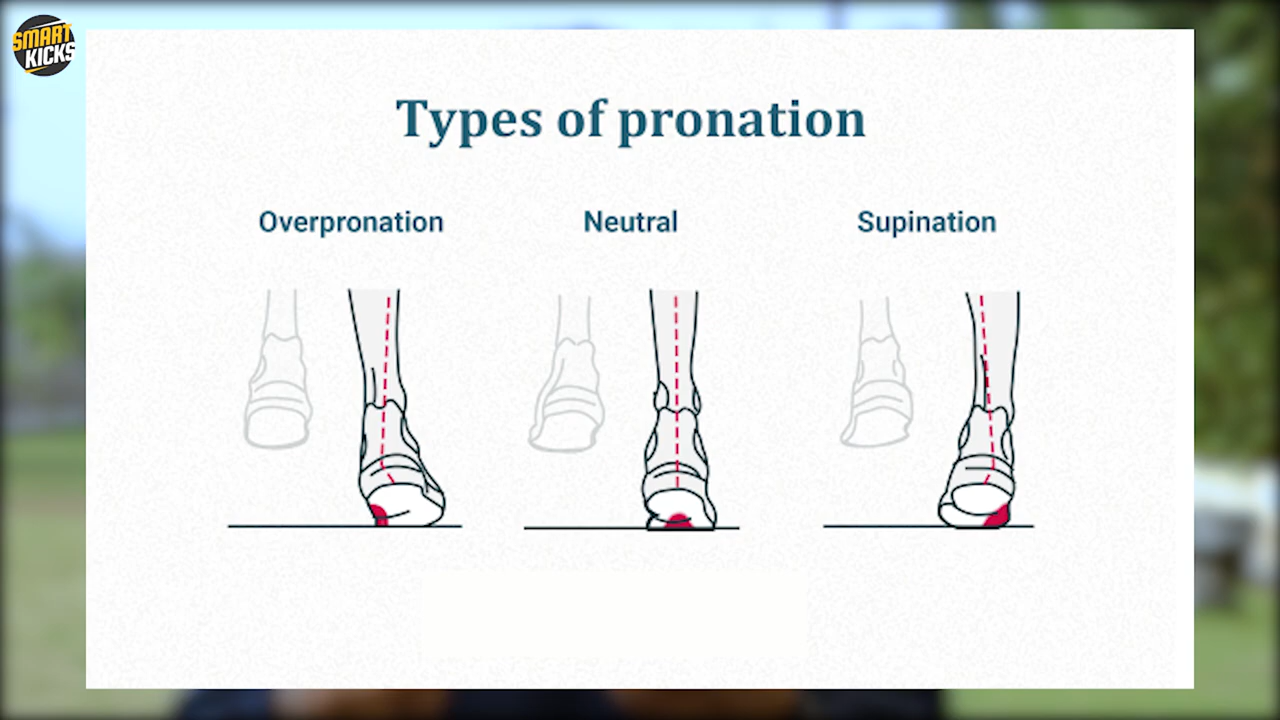 SMART
KICKS
Types of pronation
Overpronation
Neutral
Supination